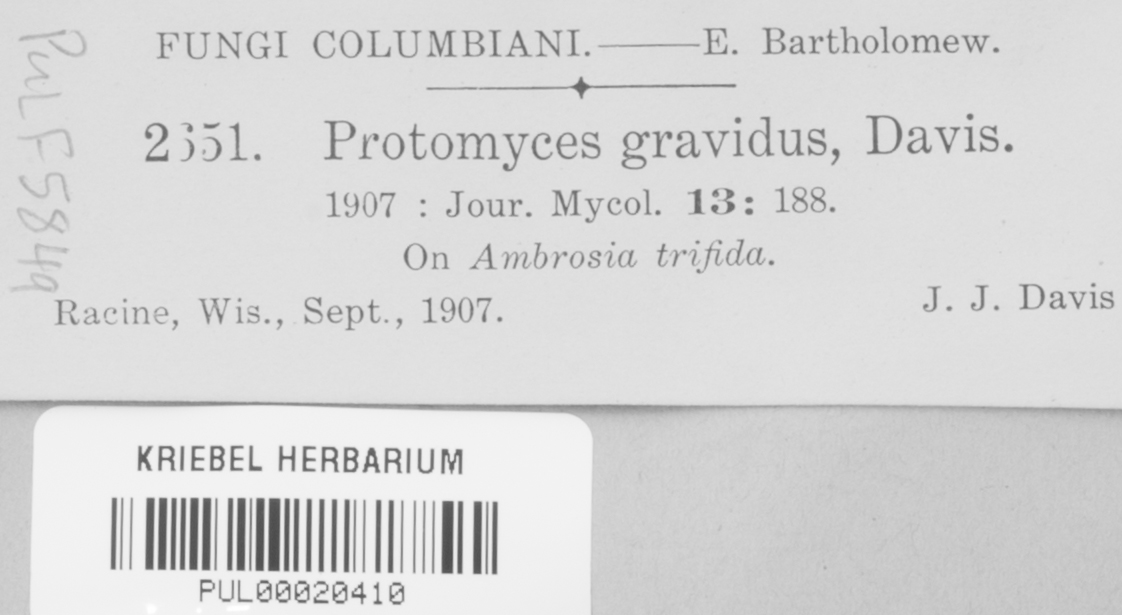 FUNGI COLUMBIANI.——E. Bartholomew.
2651. Protomyces gravidus, Davis.
1907 : Jour. Mycol. 13: 188.
On Ambrosia trifida.
Racine, Wis., Sept., 1907.
J. J. Davis
PUL F5849
KRIEBEL HERBARIUM
PUL00020410